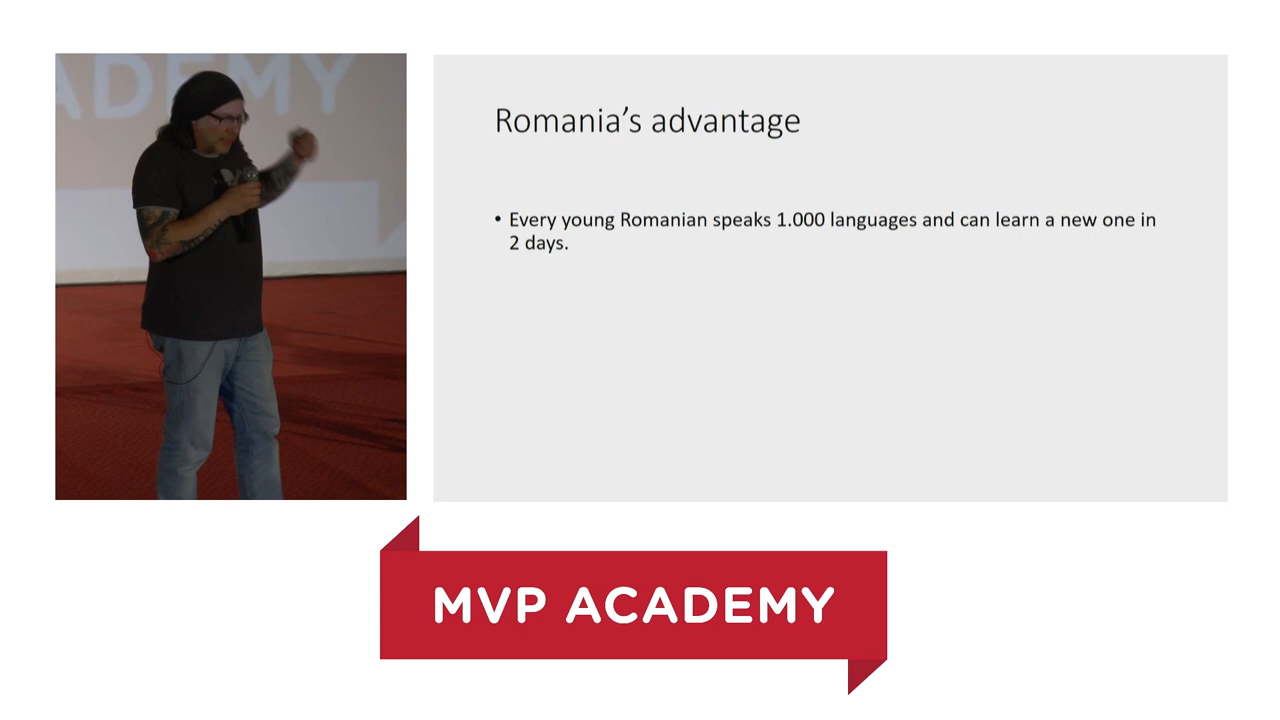 ADEMY
Romania’s advantage
• Every young Romanian speaks 1.000 languages and can learn a new one in
2 days.
MVP ACADEMY